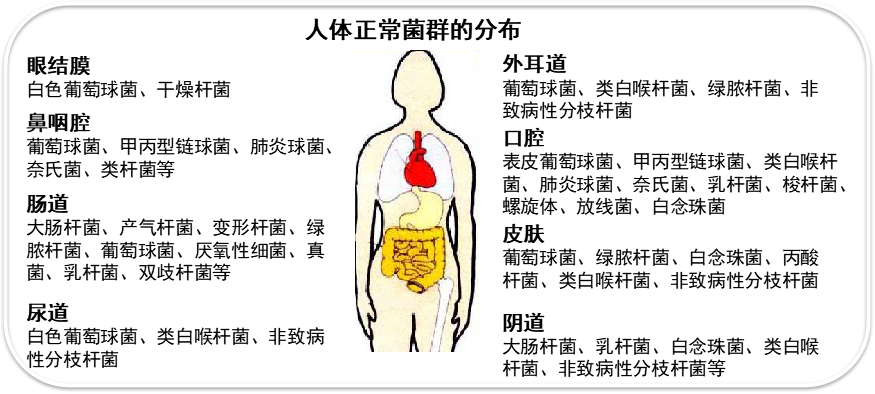 人体正常菌群的分布
眼结膜
白色葡萄球菌、干燥杆菌
鼻咽腔
葡萄球菌、甲丙型链球菌、肺炎球菌、
奈氏菌、类杆菌等
肠道
大肠杆菌、产气杆菌、变形杆菌、绿
脓杆菌、葡萄球菌、厌氧性细菌、真
菌、乳杆菌、双歧杆菌等
尿道
白色葡萄球菌、类白喉杆菌、非致病
性分枝杆菌
外耳道
葡萄球菌、类白喉杆菌、绿脓杆菌、非
致病性分枝杆菌
口腔
表皮葡萄球菌、甲丙型链球菌、类白喉杆
菌、肺炎球菌、奈氏菌、乳杆菌、梭杆菌、
螺旋体、放线菌、白念珠菌
皮肤
葡萄球菌、绿脓杆菌、白念珠菌、丙酸
杆菌、类白喉杆菌、非致病性分枝杆菌
阴道
大肠杆菌、乳杆菌、白念珠菌、类白喉
杆菌、非致病性分枝杆菌等